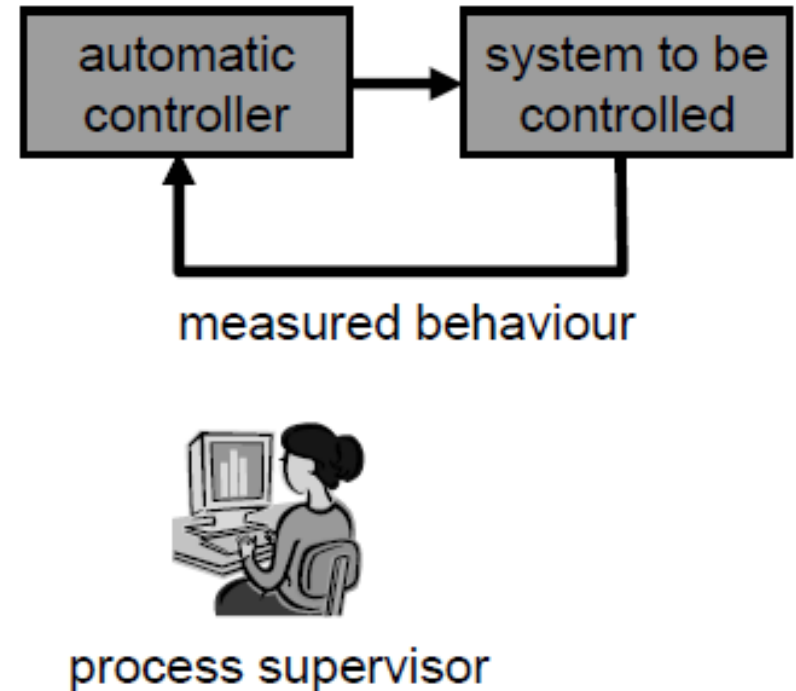 automatic
controller
system to be
controlled
measured behaviour
process supervisor